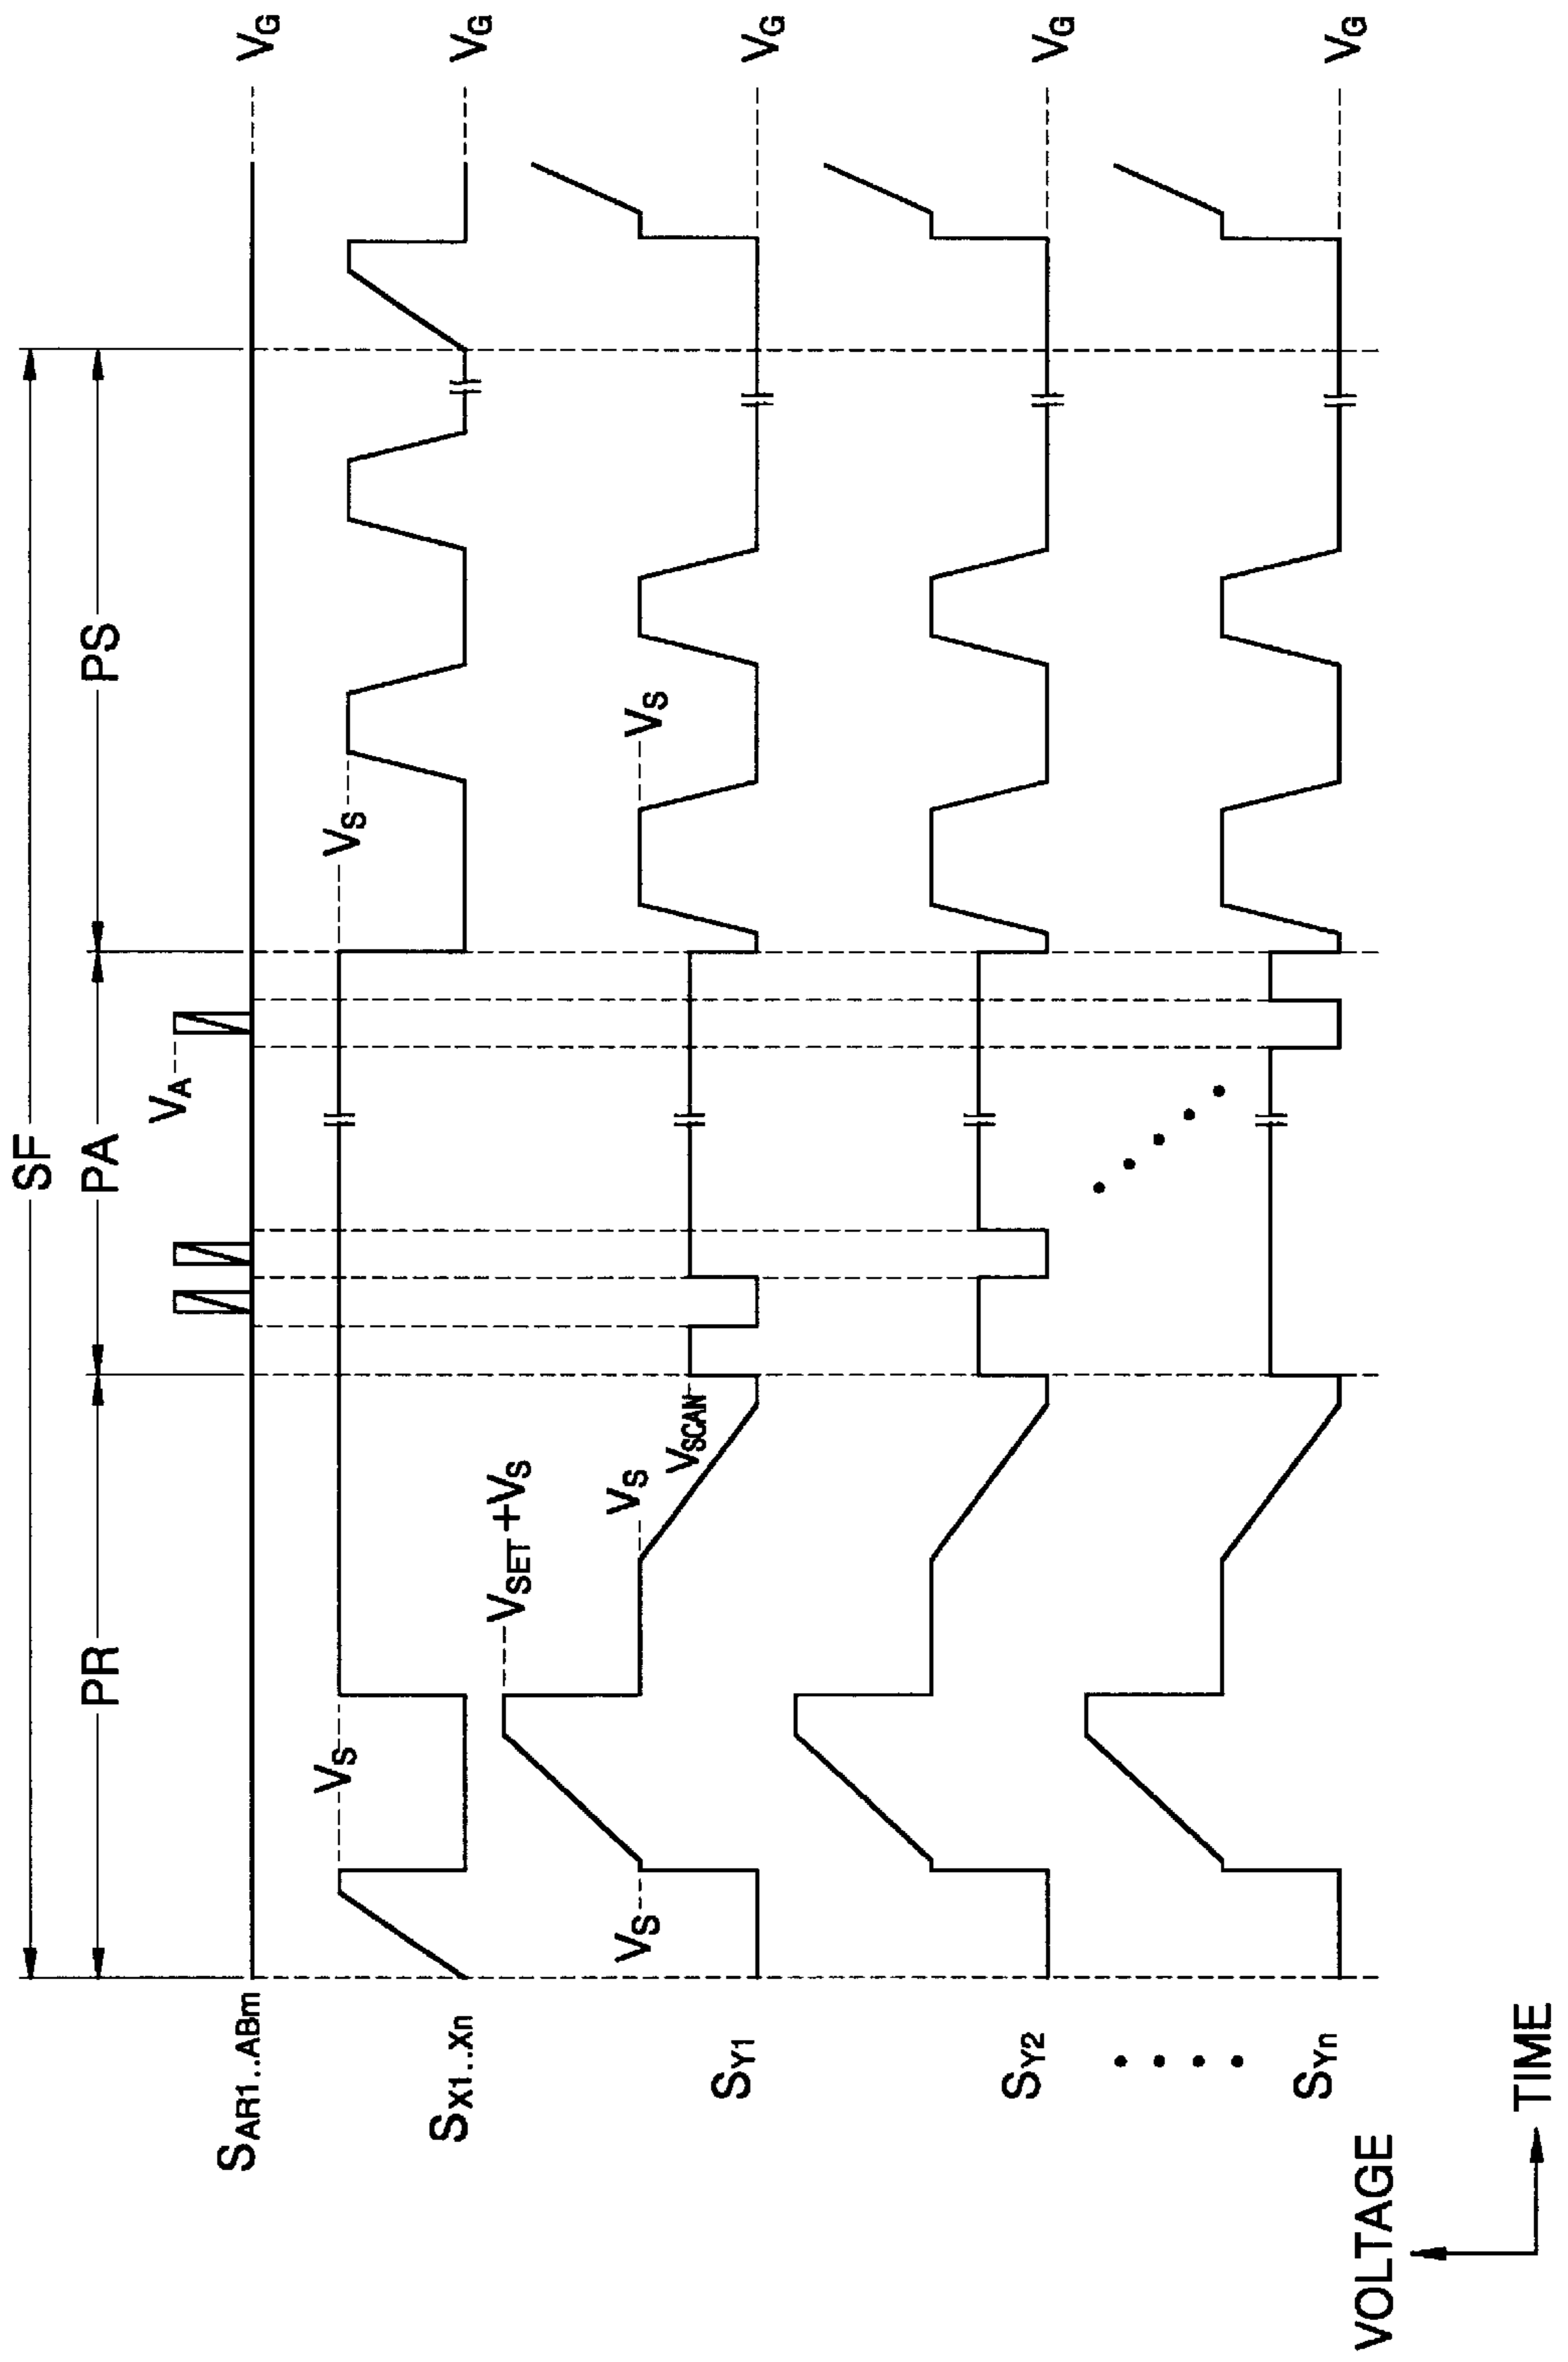 SF
PR
PA
PS
SAR1..ABm
VA
VG
SX1..Xn
VS
VS
VG
SY1
VS
VSET+VS
VS
VSCAN
VS
VG
SY2
VG
SYn
VG
VOLTAGE
TIME